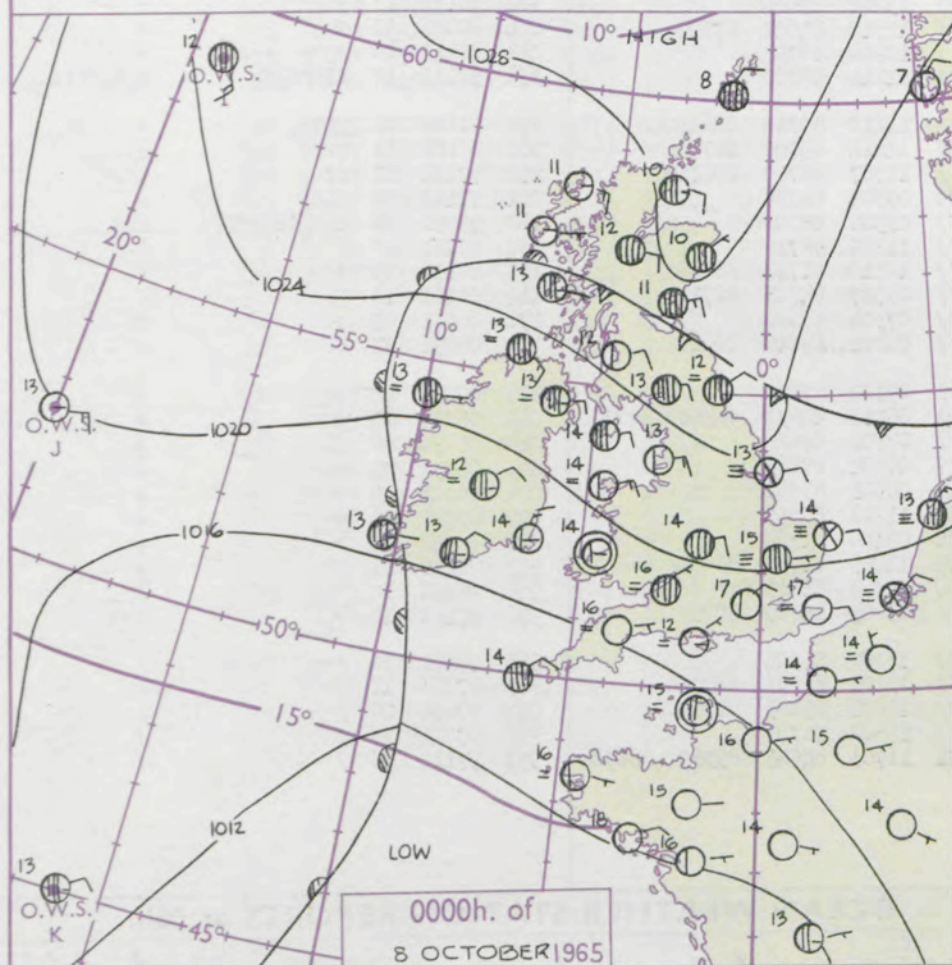 10° HIGH
12 60° 1028
O.W.S.
I
8 7
11 10
11
20° 12 10
13
1024 11
55° 10° 13 12 0°
13 13 13 12
13
O.W.S.
J
1020 14 13
12 14 13
13
1016 13 13 14 14 14 15 14
16 17 17 14
50° 16 12
14 14 14
15° 15
16 15
16 15 14
1012 18 16 14
LOW
13 13
O.W.S.
K
45°
0000h. of
8 OCTOBER 1965